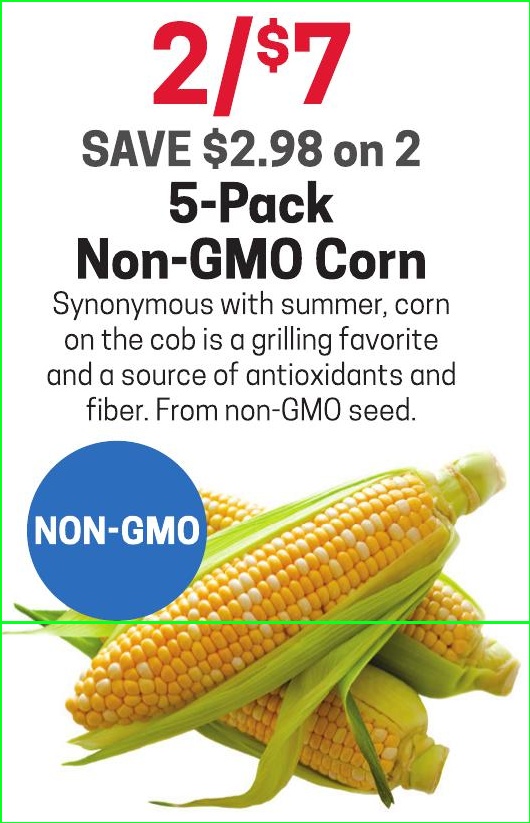 2/$7
SAVE $2.98 on 2
5-Pack
Non-GMO Corn
Synonymous with summer, corn
on the cob is a grilling favorite
and a source of antioxidants and
fiber. From non-GMO seed.
NON-GMO